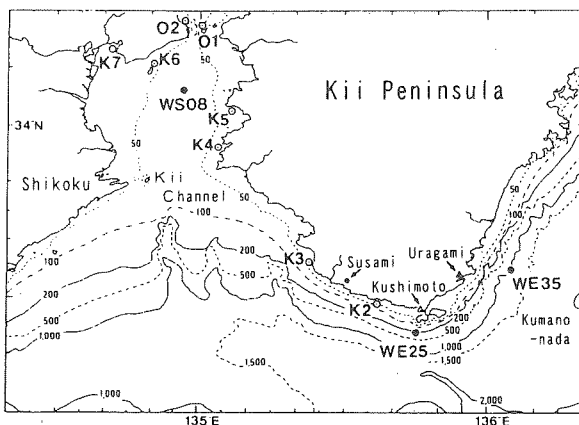 O2
O1
K7
K6
50
WS08
Kii Peninsula
34°N
K5
50
K4
Shikoku
Kii
Channel
50
100
50
100
K3
200
Susami
Uragami
100
500
Kushimoto
WE35
200
K2
200
500
Kumano
-nada
500
1,000
WE25
1,000
1,500
1,500
1,000
2,000
135°E
136°E